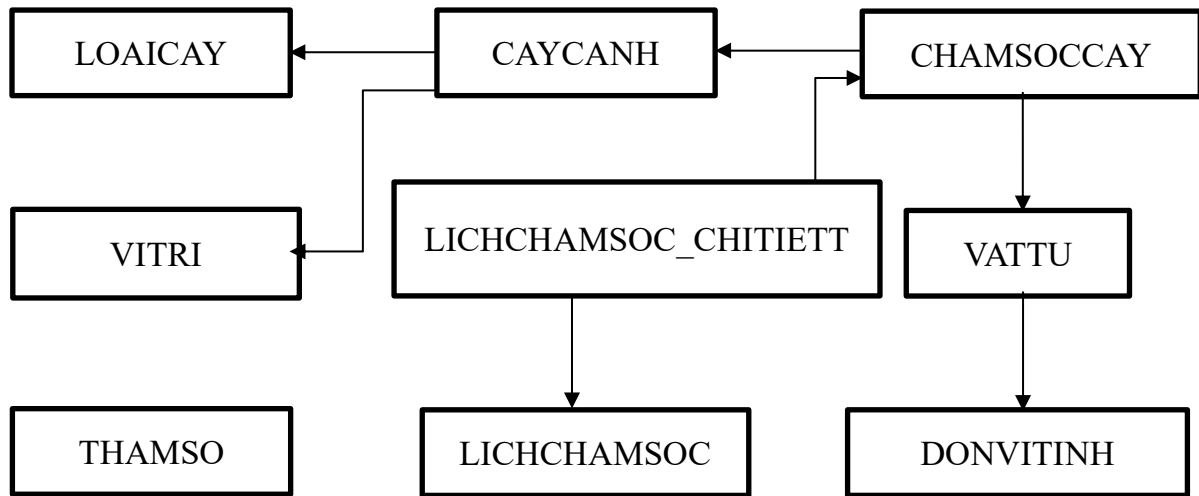 LOAICAY
CAYCANH
CHAMSOCCAY
VITRI
LICHCHAMSOC_CHITIETT
VATTU
THAMSO
LICHCHAMSOC
DONVITINH